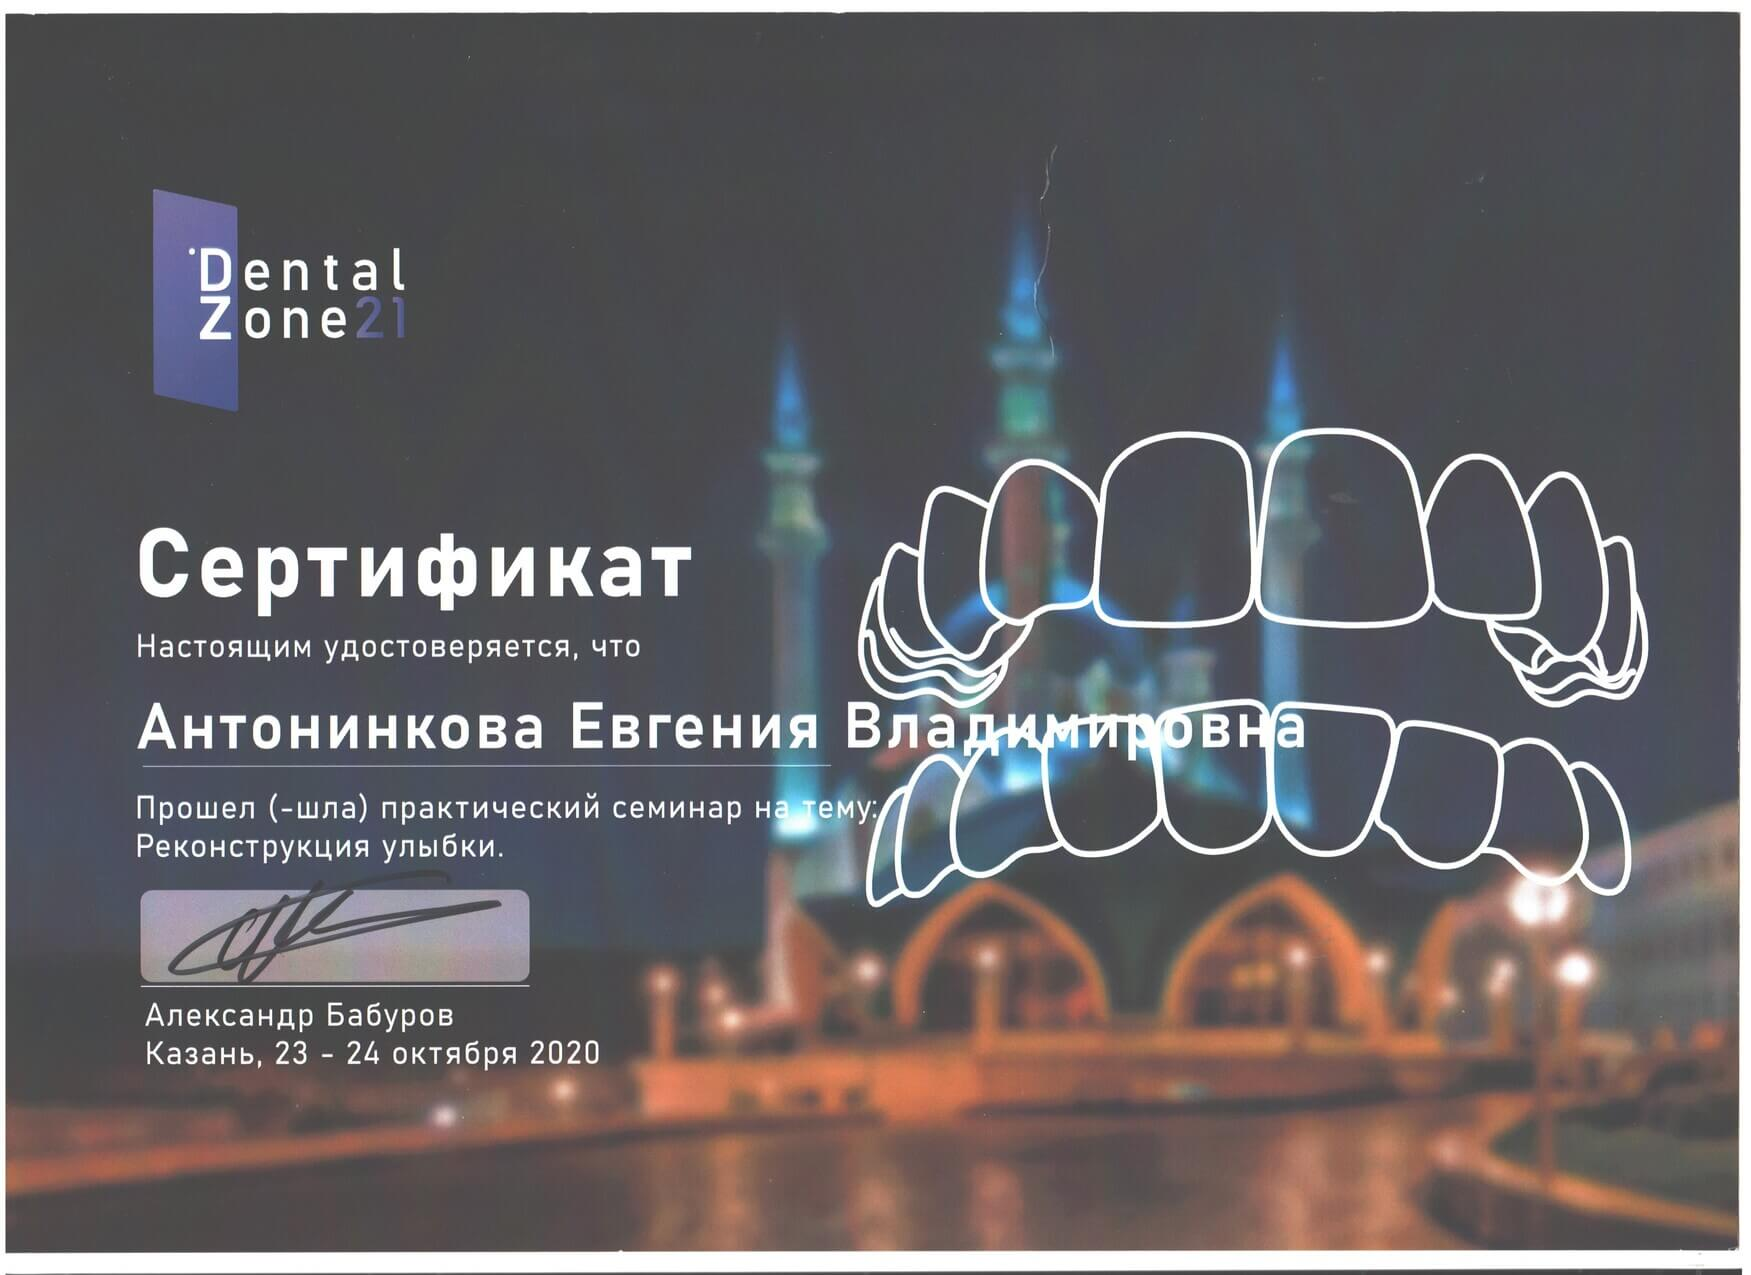 Dental
Zone21
Сертификат
Настоящим удостоверяется, что
Антонинкова Евгения Владимировна
Прошел (-шла) практический семинар на тему:
Реконструкция улыбки.
Александр Бабуров
Казань, 23 - 24 октября 2020